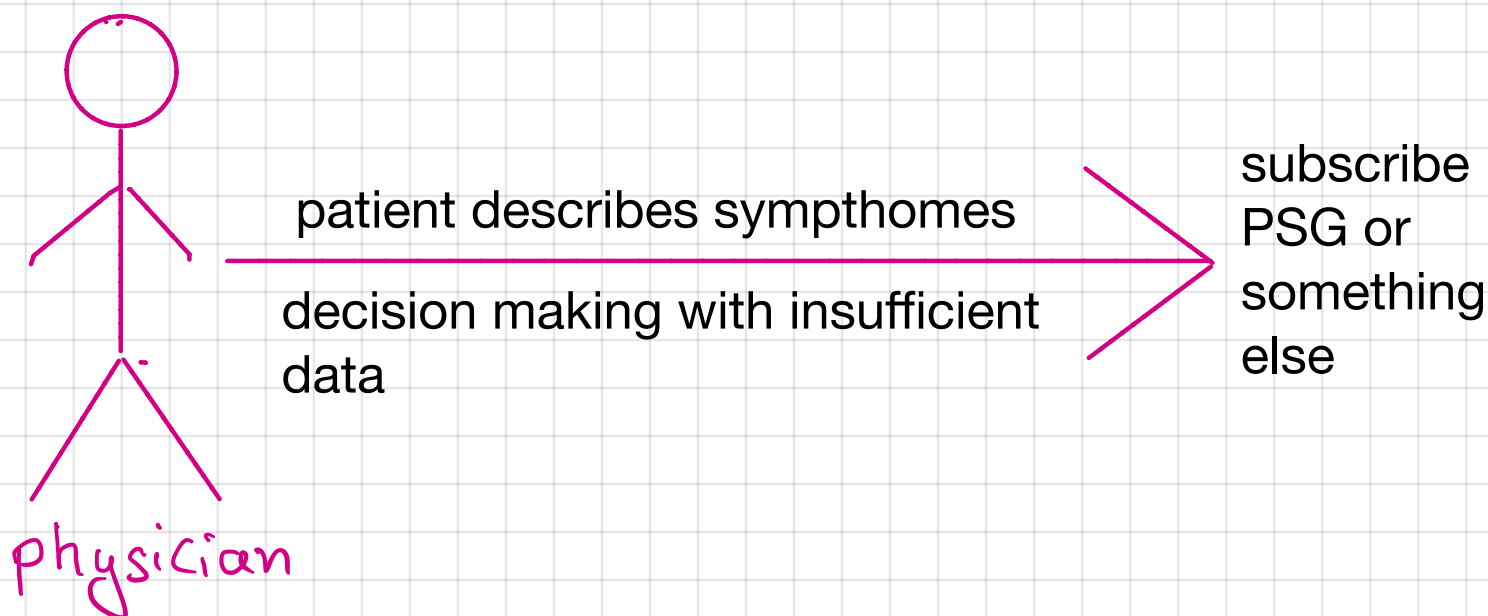 patient describes sympthomes
decision making with insufficient
data
subscribe
PSG or
something
else
physician